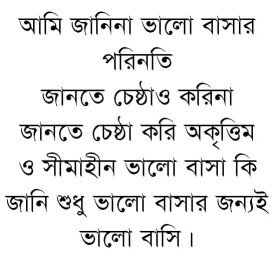 আমি জানিনা ভালো বাসার
পরিনতি
জানতে চেষ্ঠাও করিনা
জানতে চেষ্ঠা করি অকৃত্তিম
ও সীমাহীন ভালো বাসা কি
জানি শুধু ভালো বাসার জন্যই
ভালো বাসি।